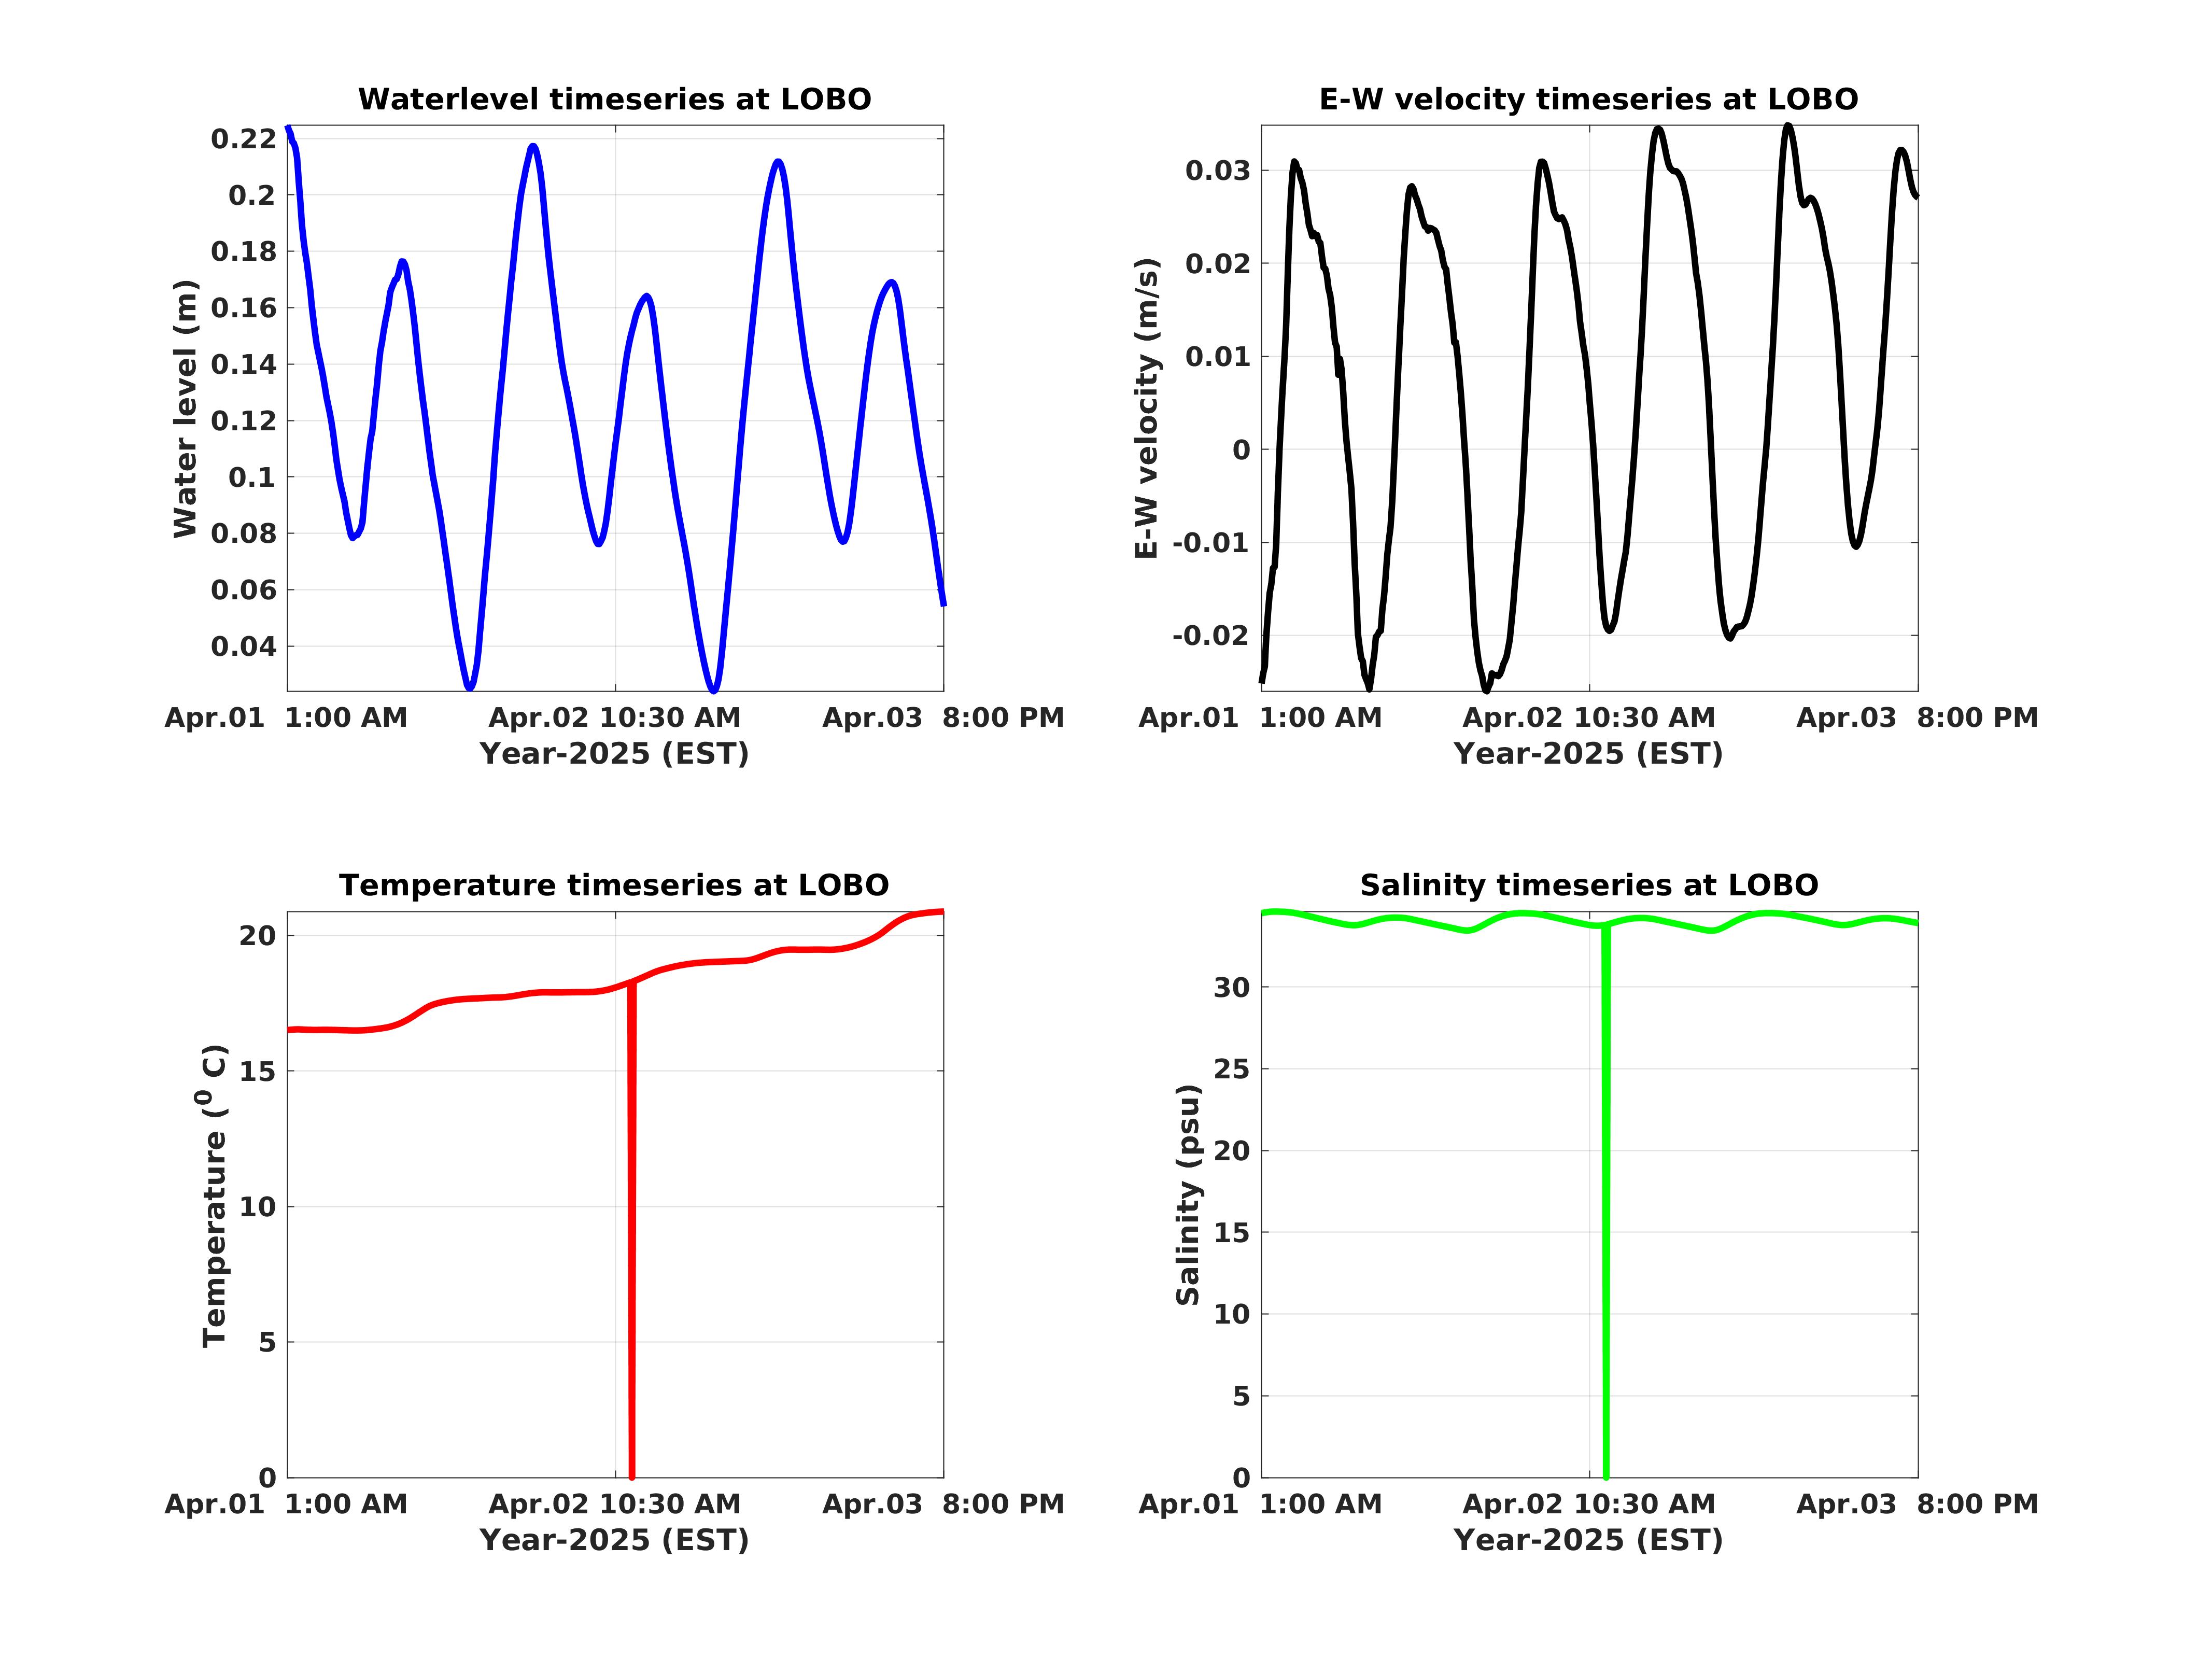 Waterlevel timeseries at LOBO
Water level (m)
0.22
0.2
0.18
0.16
0.14
0.12
0.1
0.08
0.06
0.04
Apr.01 1:00 AM Apr.02 10:30 AM Apr.03 8:00 PM
Year-2025 (EST)
E-W velocity timeseries at LOBO
E-W velocity (m/s)
0.03
0.02
0.01
0
-0.01
-0.02
Apr.01 1:00 AM Apr.02 10:30 AM Apr.03 8:00 PM
Year-2025 (EST)
Temperature timeseries at LOBO
Temperature (⁰ C)
20
15
10
5
0
Apr.01 1:00 AM Apr.02 10:30 AM Apr.03 8:00 PM
Year-2025 (EST)
Salinity timeseries at LOBO
Salinity (psu)
30
25
20
15
10
5
0
Apr.01 1:00 AM Apr.02 10:30 AM Apr.03 8:00 PM
Year-2025 (EST)